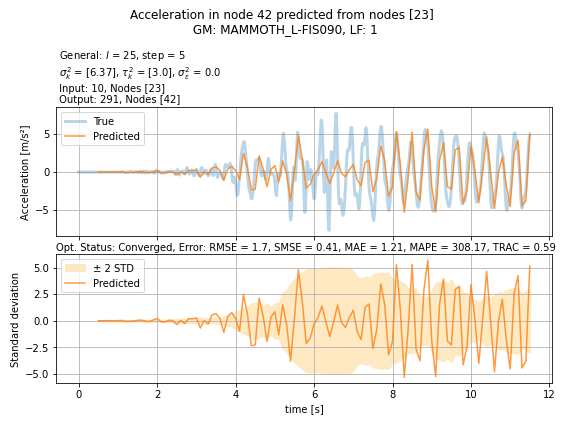 Acceleration in node 42 predicted from nodes [23]
GM: MAMMOTH_L-FIS090, LF: 1
General: l = 25, step = 5
σ²ₖ = [6.37], τ²ₖ = [3.0], σ²ε = 0.0
Input: 10, Nodes [23]
Output: 291, Nodes [42]
True
Predicted
Acceleration [m/s²]
5
0
−5
Opt. Status: Converged, Error: RMSE = 1.7, SMSE = 0.41, MAE = 1.21, MAPE = 308.17, TRAC = 0.59
± 2 STD
Predicted
Standard deviation
5.0
2.5
0.0
−2.5
−5.0
0 2 4 6 8 10 12
time [s]